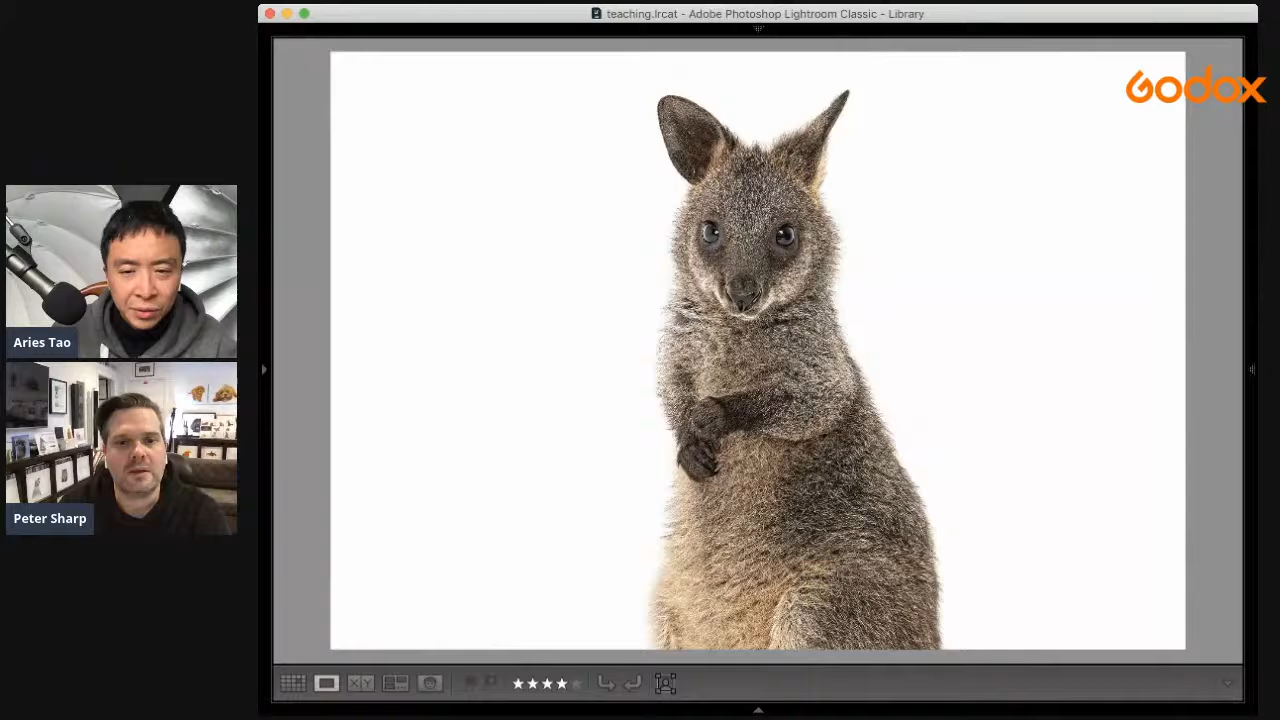 teaching.lrcat - Adobe Photoshop Lightroom Classic - Library
Godox
Aries Tao
Peter Sharp
X Y